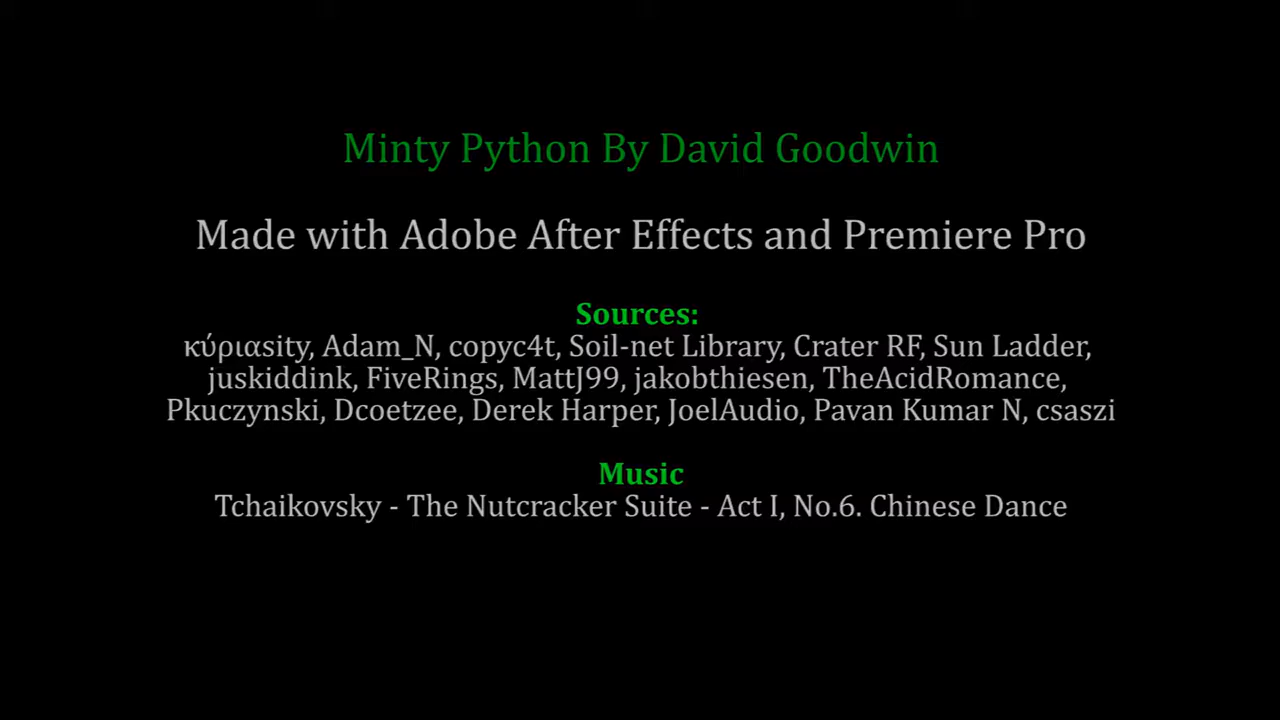 Minty Python By David Goodwin
Made with Adobe After Effects and Premiere Pro
Sources:
κύριαsity, Adam_N, copyc4t, Soil-net Library, Crater RF, Sun Ladder,
juskiddink, FiveRings, MattJ99, jakobthiesen, TheAcidRomance,
Pkuczynski, Dcoetzee, Derek Harper, JoelAudio, Pavan Kumar N, csaszi
Music
Tchaikovsky - The Nutcracker Suite - Act I, No.6. Chinese Dance